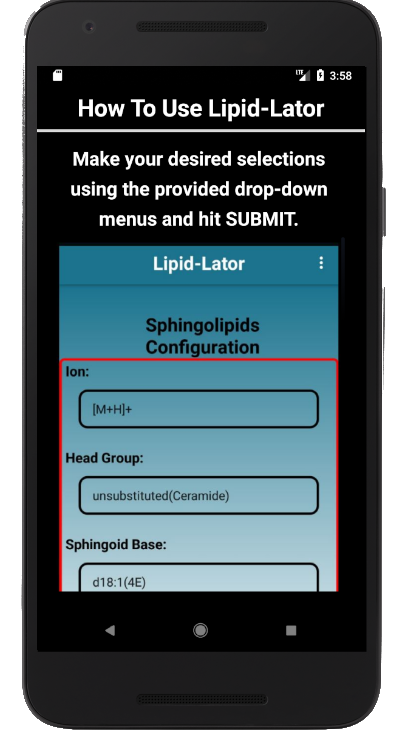 LTE 3:58
How To Use Lipid-Lator
Make your desired selections
using the provided drop-down
menus and hit SUBMIT.
Lipid-Lator
Sphingolipids
Configuration
Ion:
[M+H]+
Head Group:
unsubstituted(Ceramide)
Sphingoid Base:
d18:1(4E)